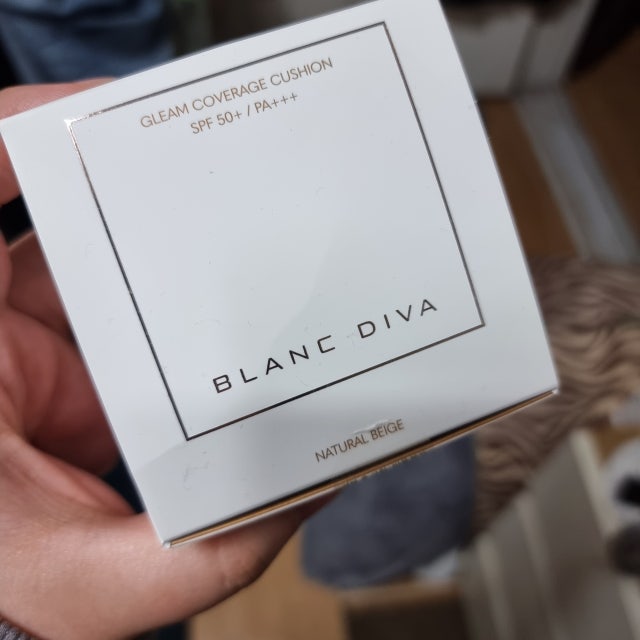 GLEAM COVERAGE CUSHION
SPF 50+ / PA+++
BLANC DIVA
NATURAL BEIGE